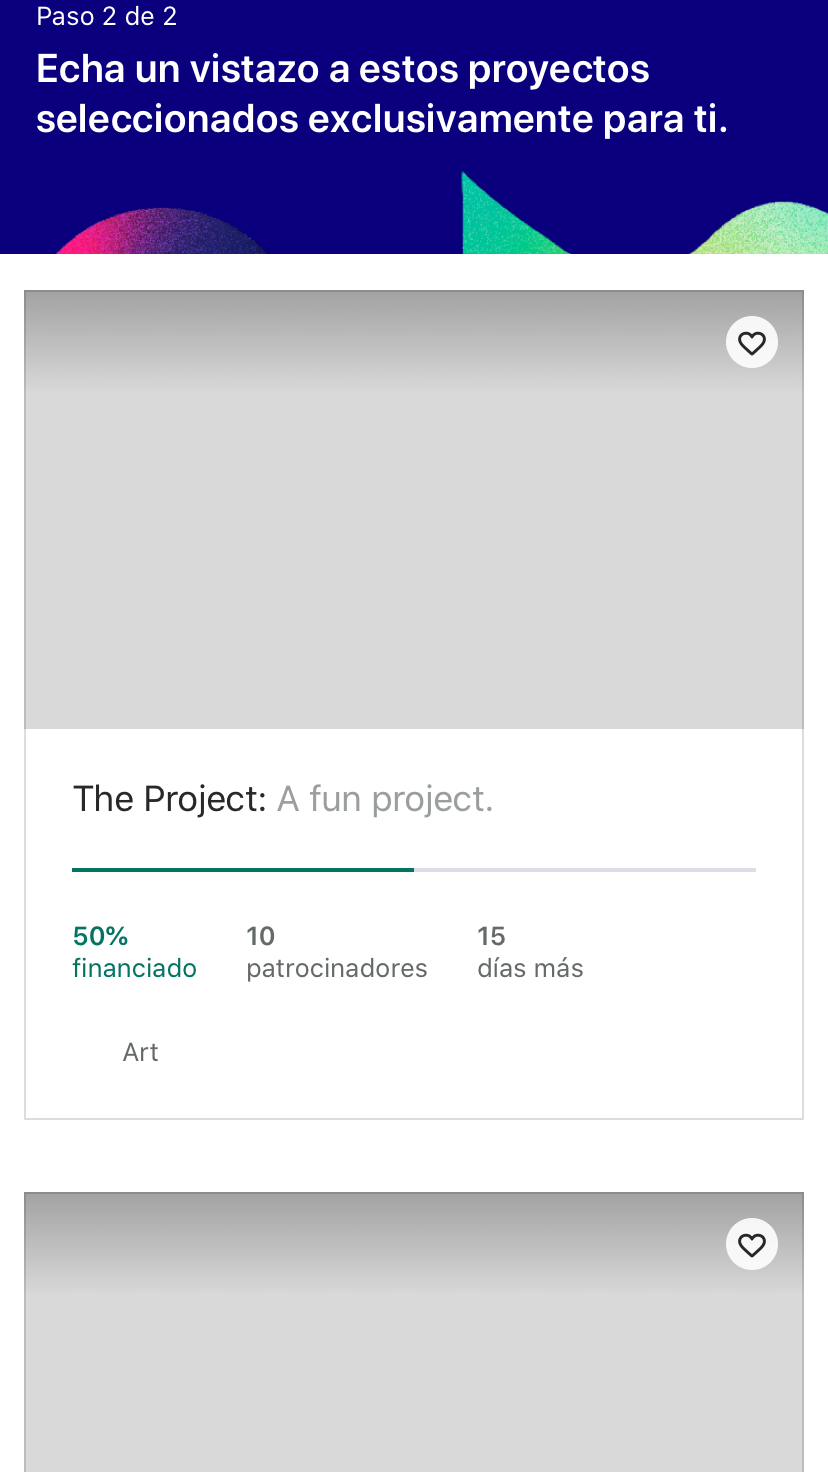 Paso 2 de 2
Echa un vistazo a estos proyectos
seleccionados exclusivamente para ti.
The Project: A fun project.
50%
financiado
10
patrocinadores
15
días más
Art